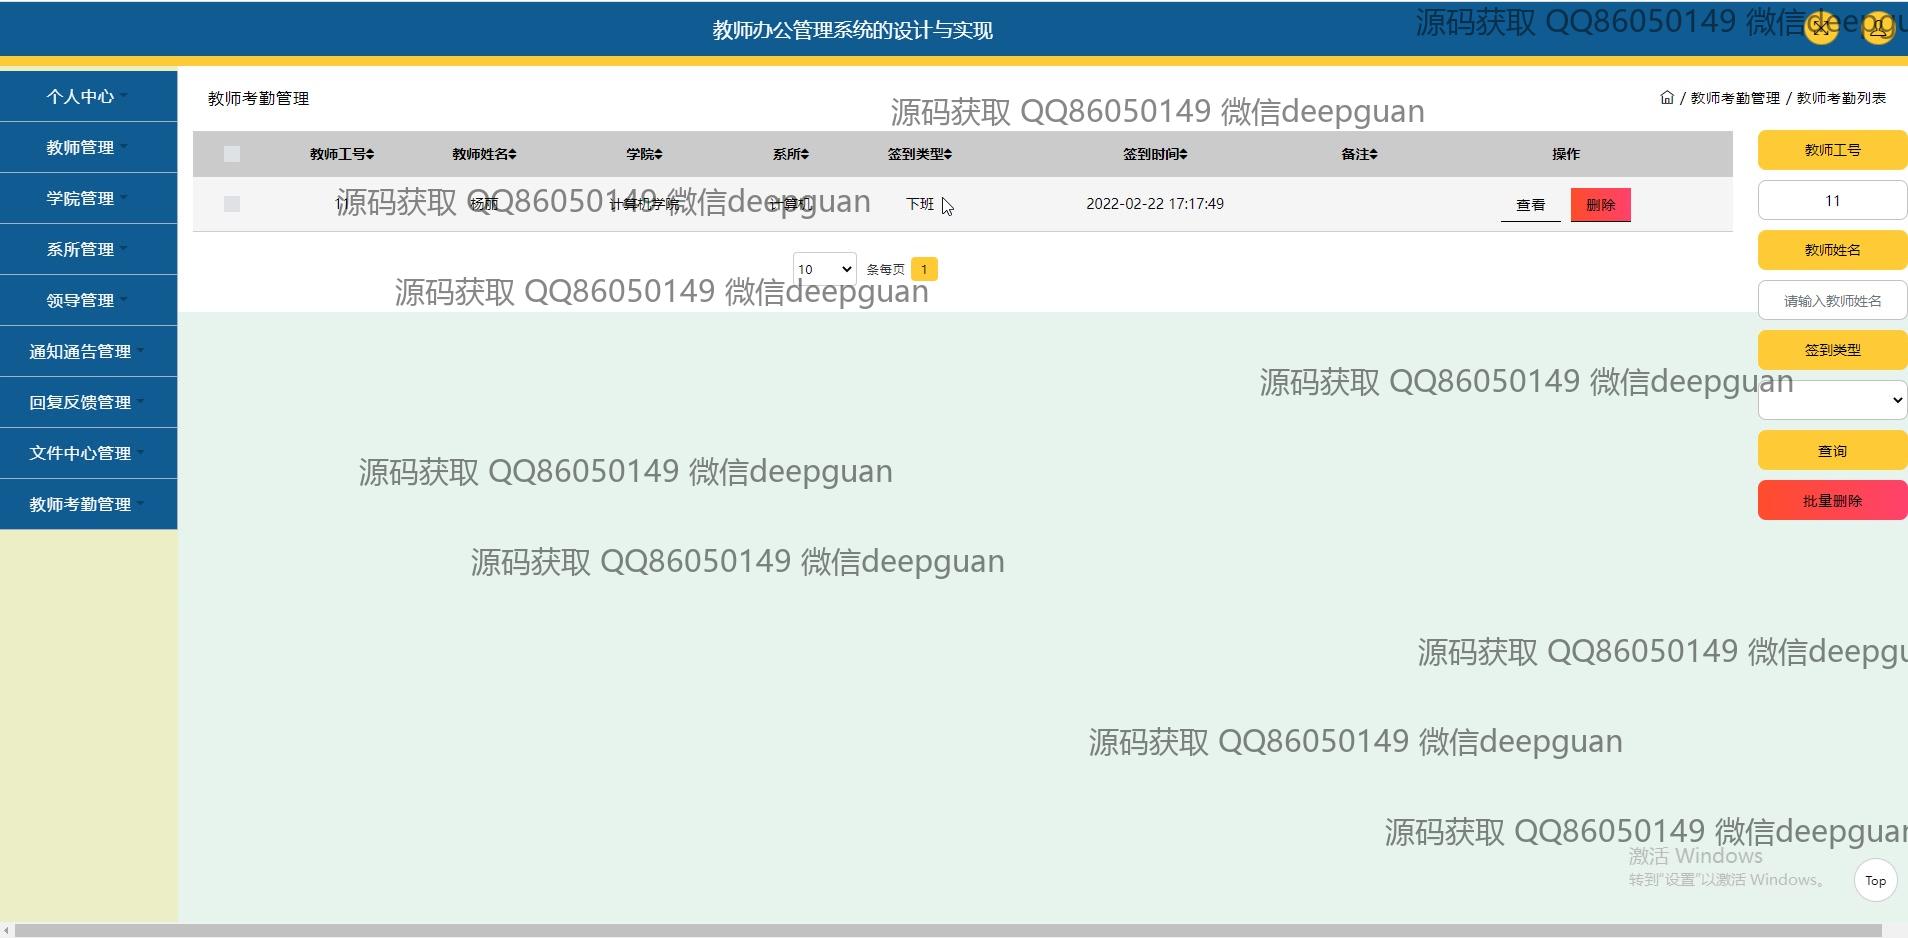 教师办公管理系统的设计与实现
源码获取 QQ86050149 微信deepgu
个人中心
教师管理
学院管理
系所管理
领导管理
通知通告管理
回复反馈管理
文件中心管理
教师考勤管理
教师考勤管理
/ 教师考勤管理 / 教师考勤列表
源码获取 QQ86050149 微信deepguan
教师工号 教师姓名 学院 系所 签到类型 签到时间 备注 操作
11 杨丽 计算机学院 计算机 下班 2022-02-22 17:17:49 查看 删除
源码获取 QQ86050149 微信deepguan
10 条每页 1
源码获取 QQ86050149 微信deepguan
教师工号
11
教师姓名
请输入教师姓名
签到类型
查询
批量删除
源码获取 QQ86050149 微信deepguan
源码获取 QQ86050149 微信deepguan
源码获取 QQ86050149 微信deepguan
源码获取 QQ86050149 微信deepgu
源码获取 QQ86050149 微信deepguan
源码获取 QQ86050149 微信deepguan
激活 Windows
转到“设置”以激活 Windows。
Top